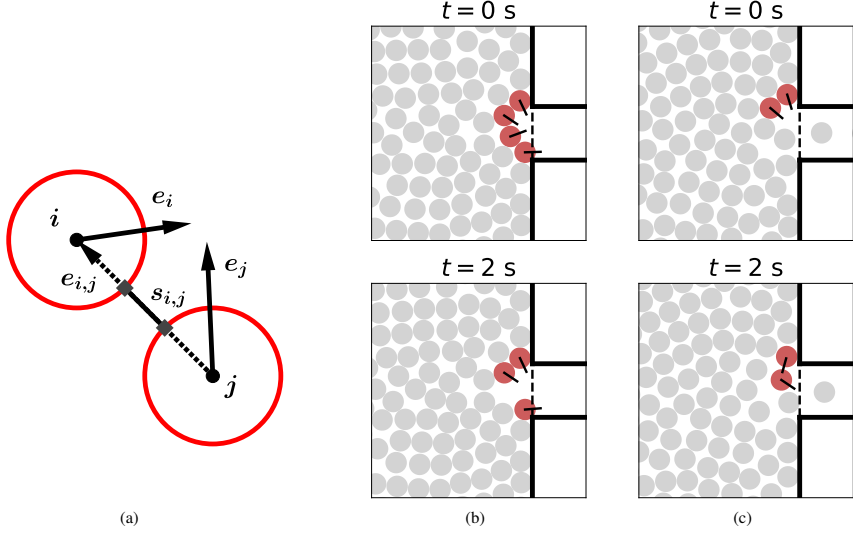 t = 0 s
t = 0 s
i
e_i
e_j
e_{i,j}
s_{i,j}
j
t = 2 s
t = 2 s
(a)
(b)
(c)